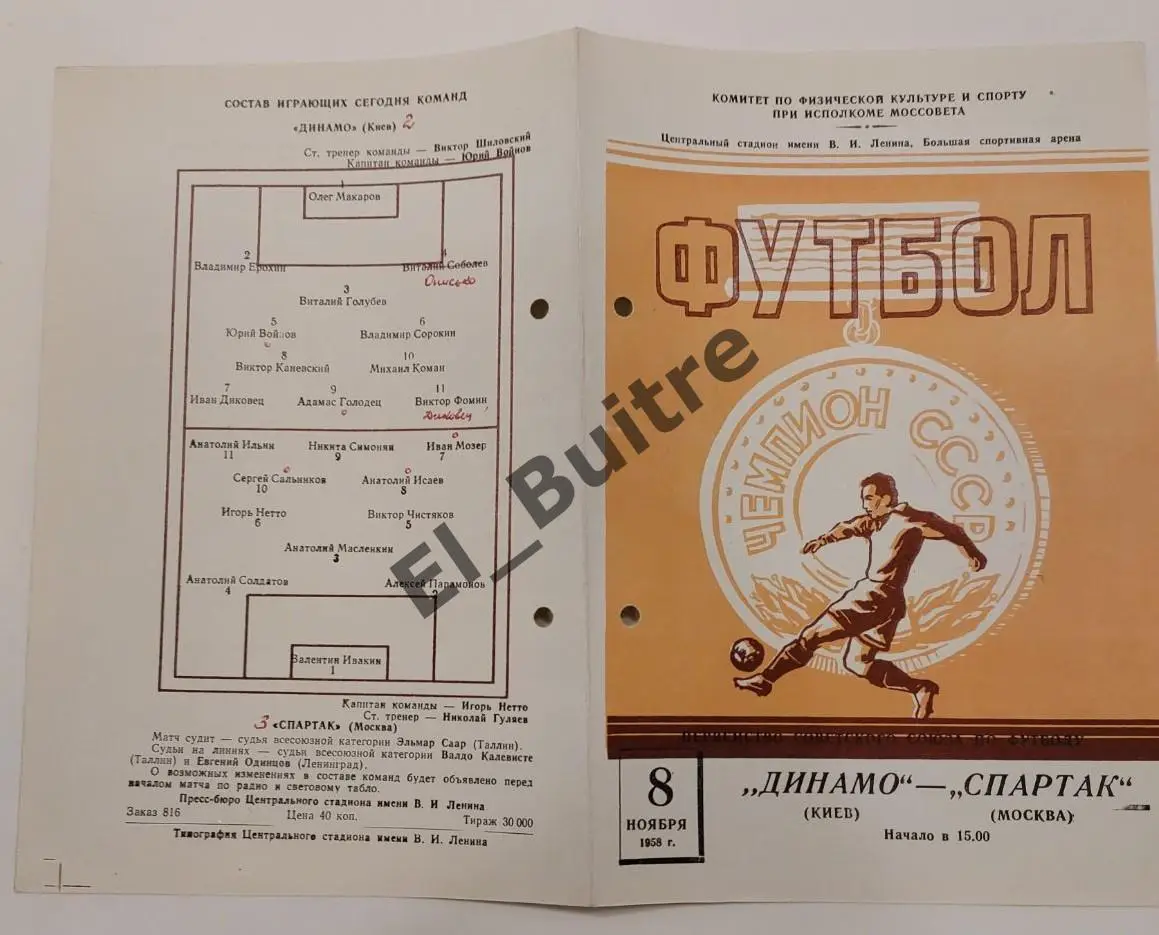 СОСТАВ ИГРАЮЩИХ СЕГОДНЯ КОМАНД
«ДИНАМО» (Киев) 2
Ст. тренер команды — Виктор Шиловский
Капитан команды — Юрий Войнов
1
Олег Макаров
2 4
Владимир Ерохин Виталий Соболев
Онисько
3
Виталий Голубев
5 6
Юрий Войнов Владимир Сорокин
8 10
Виктор Каневский Михаил Коман
7 9 11
Иван Диковец Адамас Голодец Виктор Фомин
Диковец
Анатолий Ильин Никита Симонян Иван Мозер
11 9 7
Сергей Сальников Анатолий Исаев
10 8
Игорь Нетто Виктор Чистяков
6 5
Анатолий Масленкин
3
Анатолий Солдатов Алексей Парамонов
4 2
Валентин Ивакин
1
Капитан команды — Игорь Нетто
Ст. тренер — Николай Гуляев
3 «СПАРТАК» (Москва)
Матч судит — судья всесоюзной категории Эльмар Саар (Таллин).
Судьи на линиях — судьи всесоюзной категории Валдо Калевисте
(Таллин) и Евгений Одинцов (Ленинград).
О возможных изменениях в составе команд будет объявлено перед
началом матча по радио и световому табло.
Пресс-бюро Центрального стадиона имени В. И Ленина
Заказ 816 Цена 40 коп. Тираж 30 000
Типография Центрального стадиона имени В. И. Ленина
КОМИТЕТ ПО ФИЗИЧЕСКОЙ КУЛЬТУРЕ И СПОРТУ
ПРИ ИСПОЛКОМЕ МОССОВЕТА
Центральный стадион имени В. И. Ленина, Большая спортивная арена
ФУТБОЛ
ЧЕМПИОН СССР
ПЕРВЕНСТВО СОВЕТСКОГО СОЮЗА ПО ФУТБОЛУ
8
НОЯБРЯ
1958 г.
„ДИНАМО“ — „СПАРТАК“
(КИЕВ) (МОСКВА)
Начало в 15.00
El_Buitre